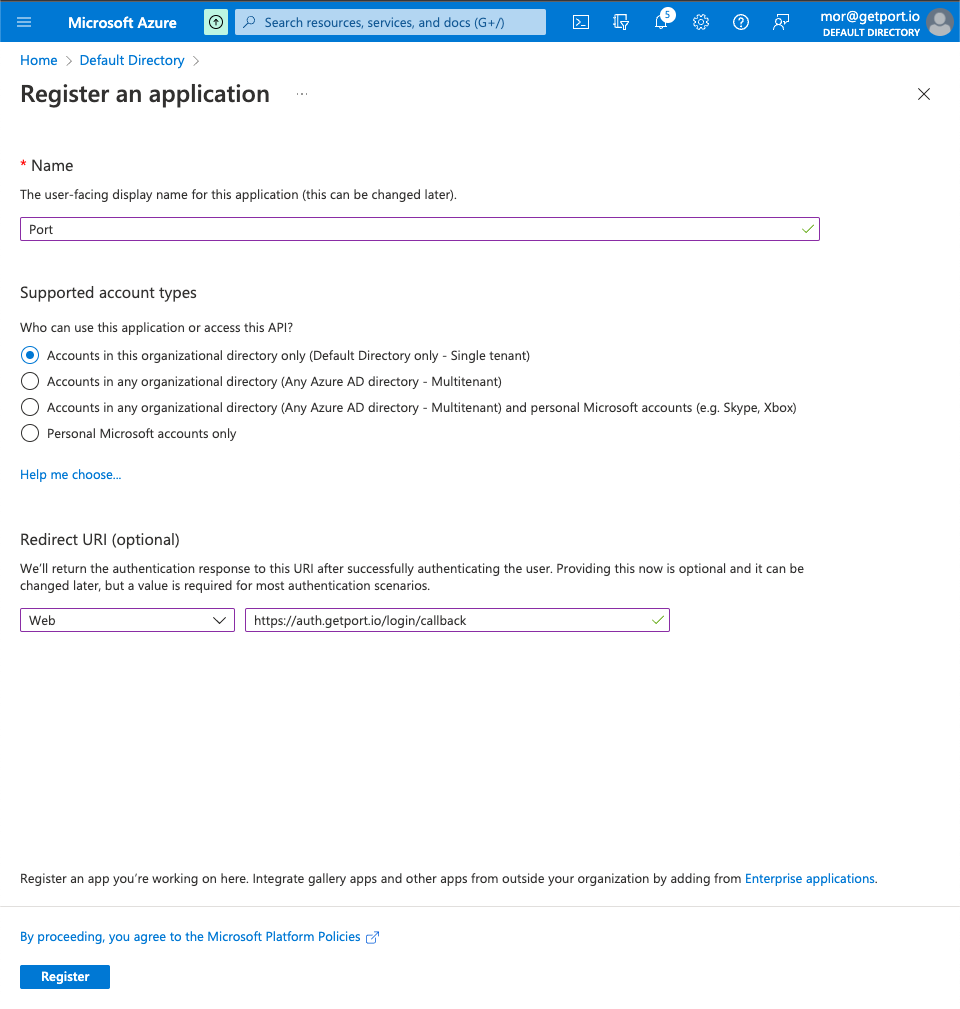 Microsoft Azure
Search resources, services, and docs (G+/)
5
mor@getport.io
DEFAULT DIRECTORY
Home > Default Directory >
Register an application ...
* Name
The user-facing display name for this application (this can be changed later).
Port
Supported account types
Who can use this application or access this API?
Accounts in this organizational directory only (Default Directory only - Single tenant)
Accounts in any organizational directory (Any Azure AD directory - Multitenant)
Accounts in any organizational directory (Any Azure AD directory - Multitenant) and personal Microsoft accounts (e.g. Skype, Xbox)
Personal Microsoft accounts only
Help me choose...
Redirect URI (optional)
We'll return the authentication response to this URI after successfully authenticating the user. Providing this now is optional and it can be
changed later, but a value is required for most authentication scenarios.
Web
https://auth.getport.io/login/callback
Register an app you're working on here. Integrate gallery apps and other apps from outside your organization by adding from Enterprise applications.
By proceeding, you agree to the Microsoft Platform Policies
Register